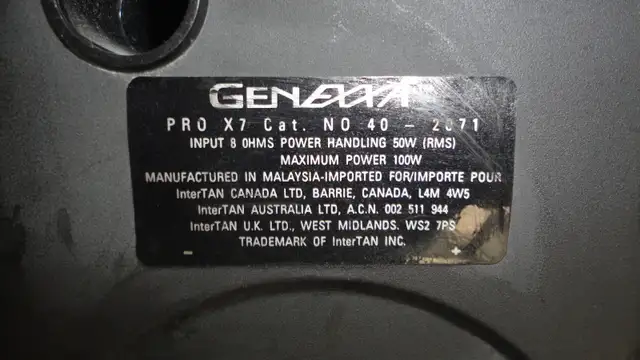 GENEXXA
PRO X7 Cat. NO 40 - 2071
INPUT 8 OHMS POWER HANDLING 50W (RMS)
MAXIMUM POWER 100W
MANUFACTURED IN MALAYSIA-IMPORTED FOR/IMPORTE POUR
InterTAN CANADA LTD, BARRIE, CANADA, L4M 4W5
InterTAN AUSTRALIA LTD, A.C.N. 002 511 944
InterTAN U.K. LTD., WEST MIDLANDS. WS2 7PS
TRADEMARK OF InterTAN INC.
- +